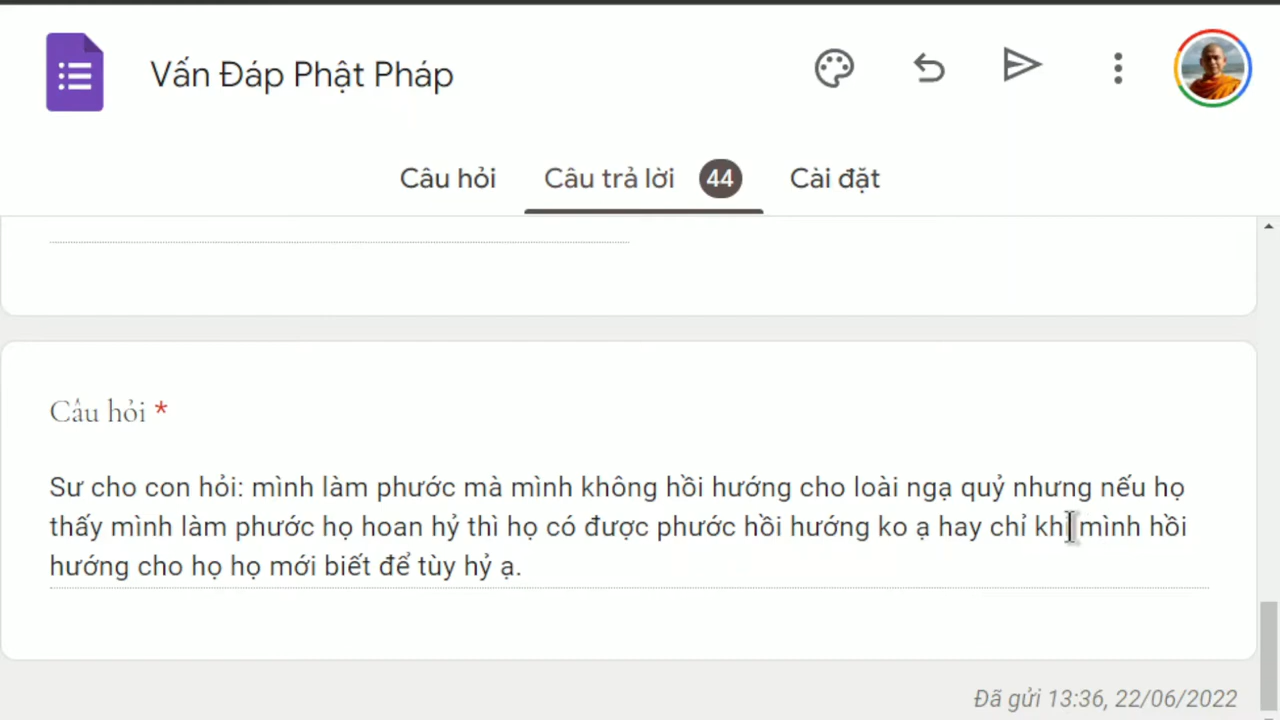 Vấn Đáp Phật Pháp
Câu hỏi
Câu trả lời 44
Cài đặt
Câu hỏi *
Sư cho con hỏi: mình làm phước mà mình không hồi hướng cho loài ngạ quỷ nhưng nếu họ
thấy mình làm phước họ hoan hỷ thì họ có được phước hồi hướng ko ạ hay chỉ khi mình hồi
hướng cho họ họ mới biết để tùy hỷ ạ.
Đã gửi 13:36, 22/06/2022